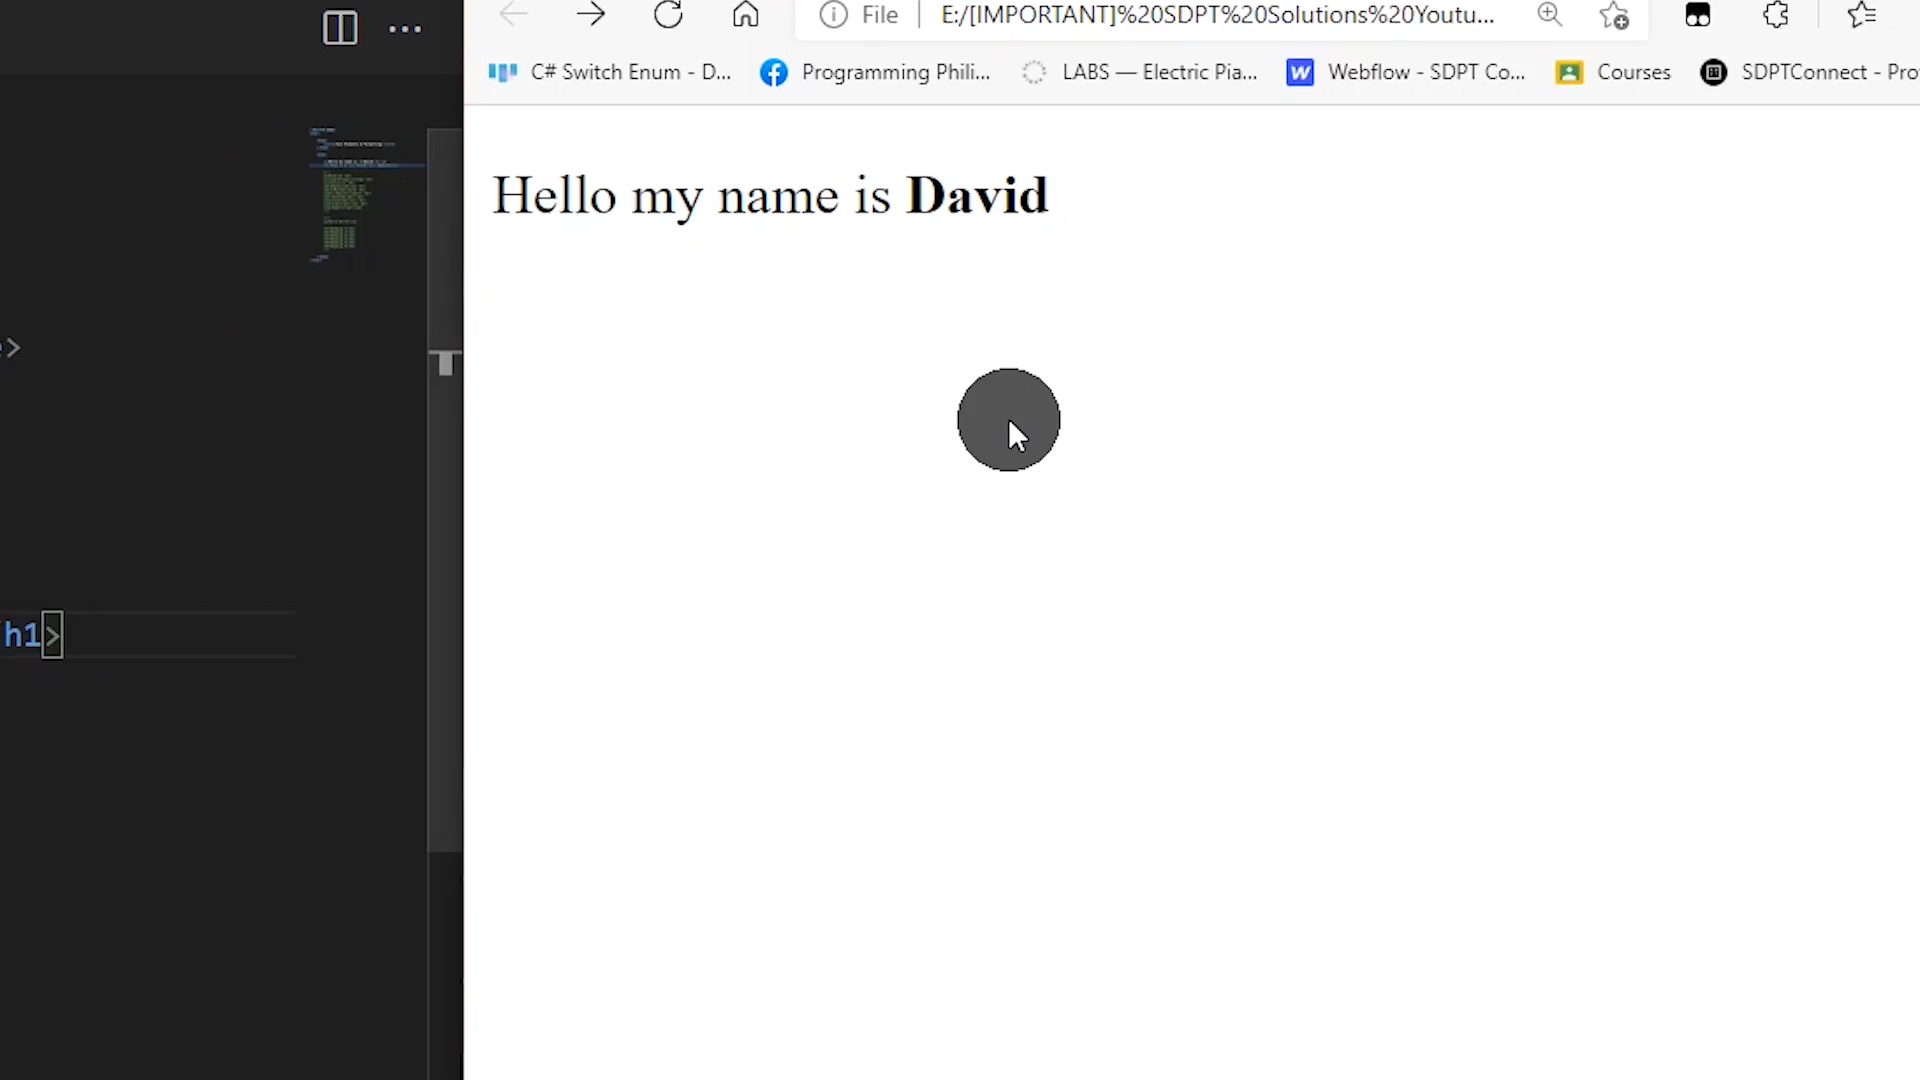 File E:/[IMPORTANT]%20SDPT%20Solutions%20Youtu...
C# Switch Enum - D... Programming Phili... LABS — Electric Pia... Webflow - SDPT Co... Courses SDPTConnect - Pro
Hello my name is David
>
h1>